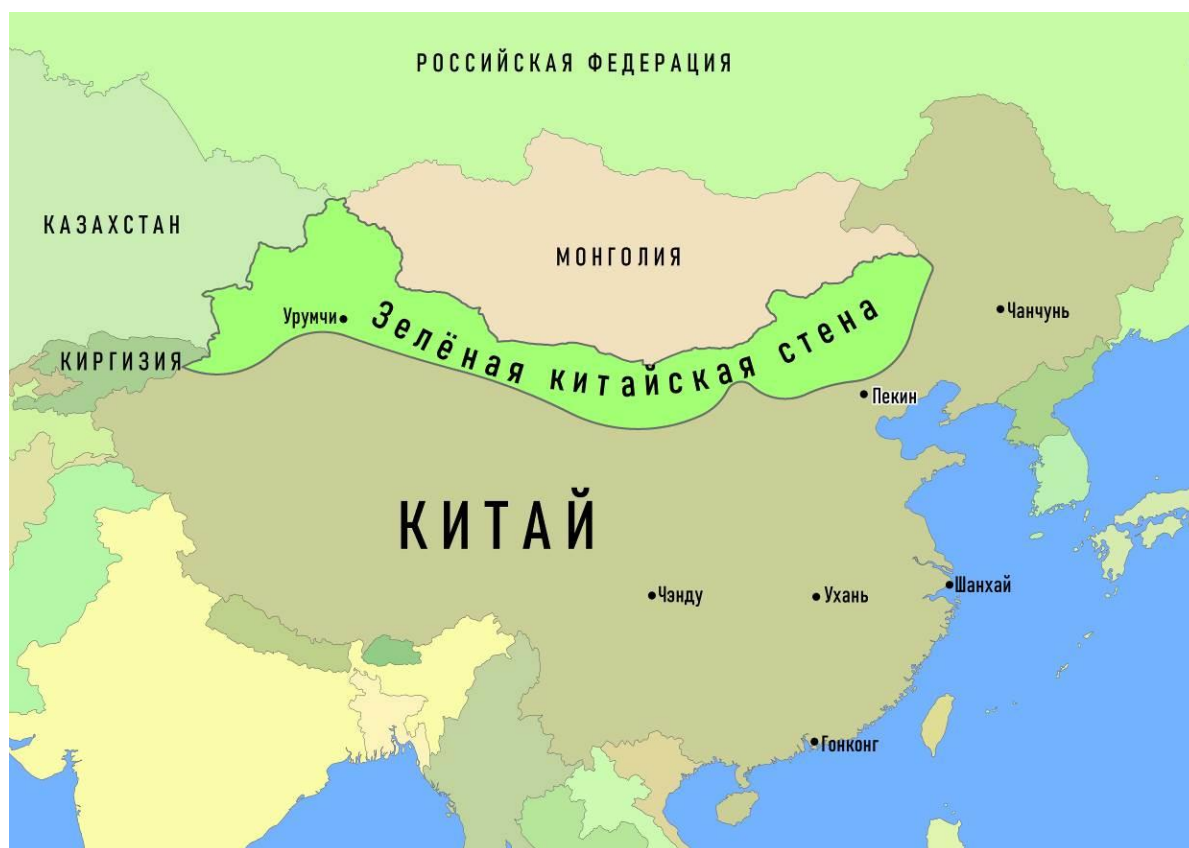 РОССИЙСКАЯ ФЕДЕРАЦИЯ
КАЗАХСТАН
МОНГОЛИЯ
Урумчи
Зелёная китайская стена
Чанчунь
КИРГИЗИЯ
Пекин
КИТАЙ
Чэнду
Ухань
Шанхай
Гонконг